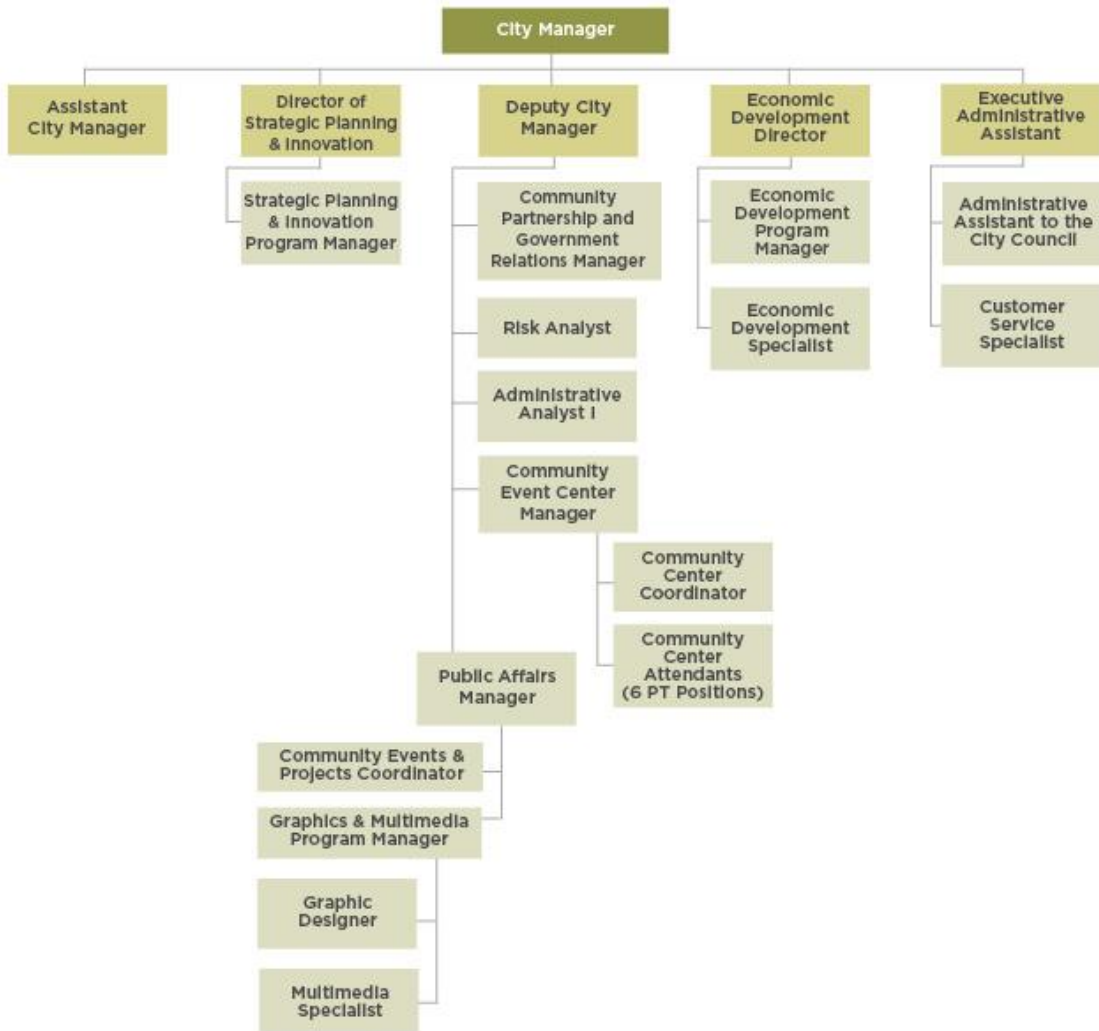 City Manager
Assistant
City Manager
Director of
Strategic Planning
& Innovation
Strategic Planning
& Innovation
Program Manager
Deputy City
Manager
Community
Partnership and
Government
Relations Manager
Risk Analyst
Administrative
Analyst I
Community
Event Center
Manager
Community
Center
Coordinator
Community
Center
Attendants
(6 PT Positions)
Public Affairs
Manager
Community Events &
Projects Coordinator
Graphics & Multimedia
Program Manager
Graphic
Designer
Multimedia
Specialist
Economic
Development
Director
Economic
Development
Program
Manager
Economic
Development
Specialist
Executive
Administrative
Assistant
Administrative
Assistant to the
City Council
Customer
Service
Specialist